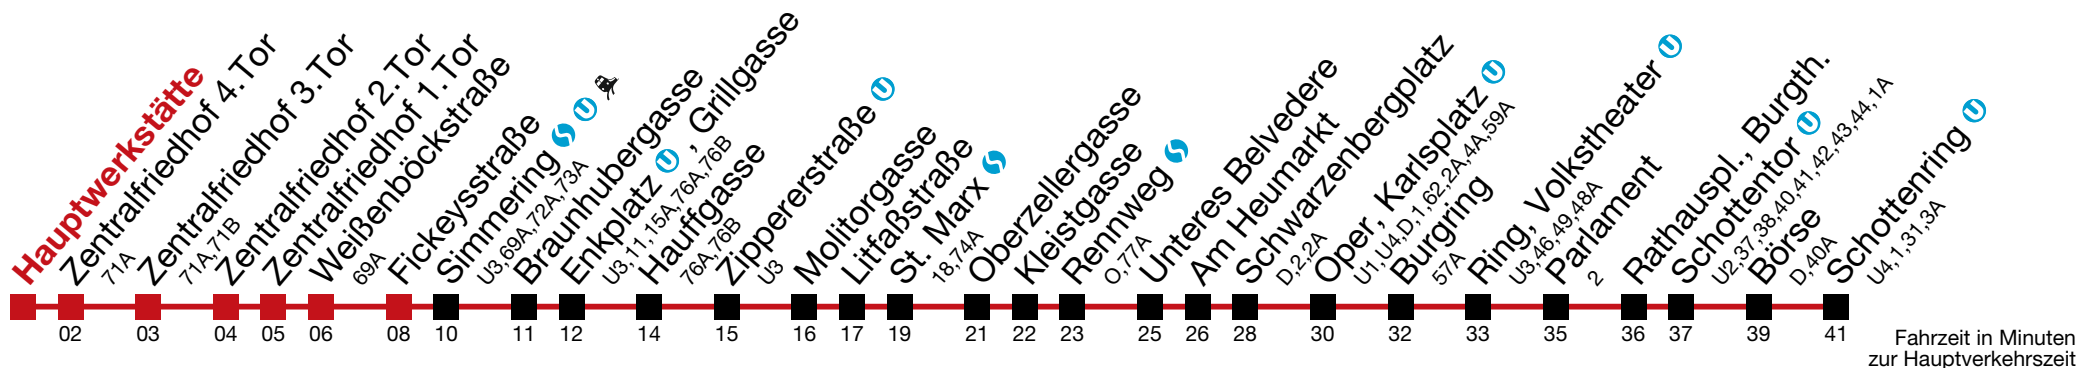 Hauptwerkstätte
Zentralfriedhof 4.Tor
71A
Zentralfriedhof 3.Tor
71A,71B
Zentralfriedhof 2.Tor
Zentralfriedhof 1.Tor
Weißenböckstraße
69A
Fickeysstraße
Simmering
U3,69A,72A,73A
Braunhubergasse
Enkplatz U , Grillgasse
U3,11,15A,76A,76B
Hauffgasse
76A,76B
Zippererstraße U
U3
Molitorgasse
Litfaßstraße
St. Marx
18,74A
Oberzellergasse
Kleistgasse
Rennweg
O,77A
Unteres Belvedere
Am Heumarkt
Schwarzenbergplatz
D,2,2A
Oper, Karlsplatz U
U1,U4,D,1,62,2A,4A,59A
Burgring
57A
Ring, Volkstheater U
U3,46,49,48A
Parlament
2
Rathauspl., Burgth.
Schottentor U
U2,37,38,40,41,42,43,44,1A
Börse
D,40A
Schottenring U
U4,1,31,3A
02 03 04 05 06 08 10 11 12 14 15 16 17 19 21 22 23 25 26 28 30 32 33 35 36 37 39 41
Fahrzeit in Minuten
zur Hauptverkehrszeit